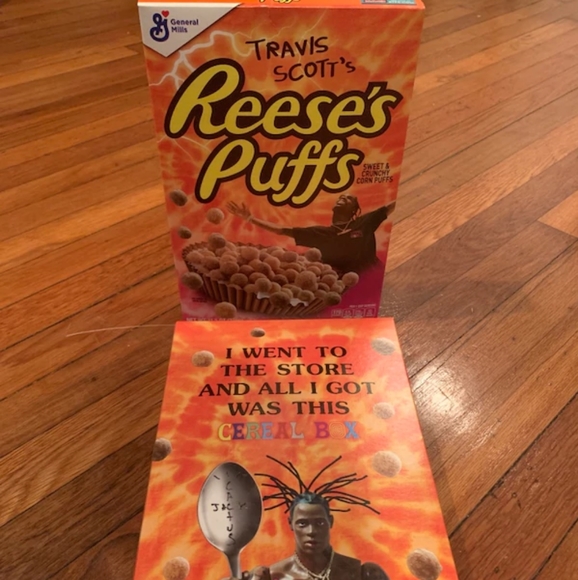 Puffs
General
Mills
TRAVIS
SCOTT's
Reese's
Puffs
SWEET &
CRUNCHY
CORN PUFFS
I WENT TO
THE STORE
AND ALL I GOT
WAS THIS
CEREAL BOX